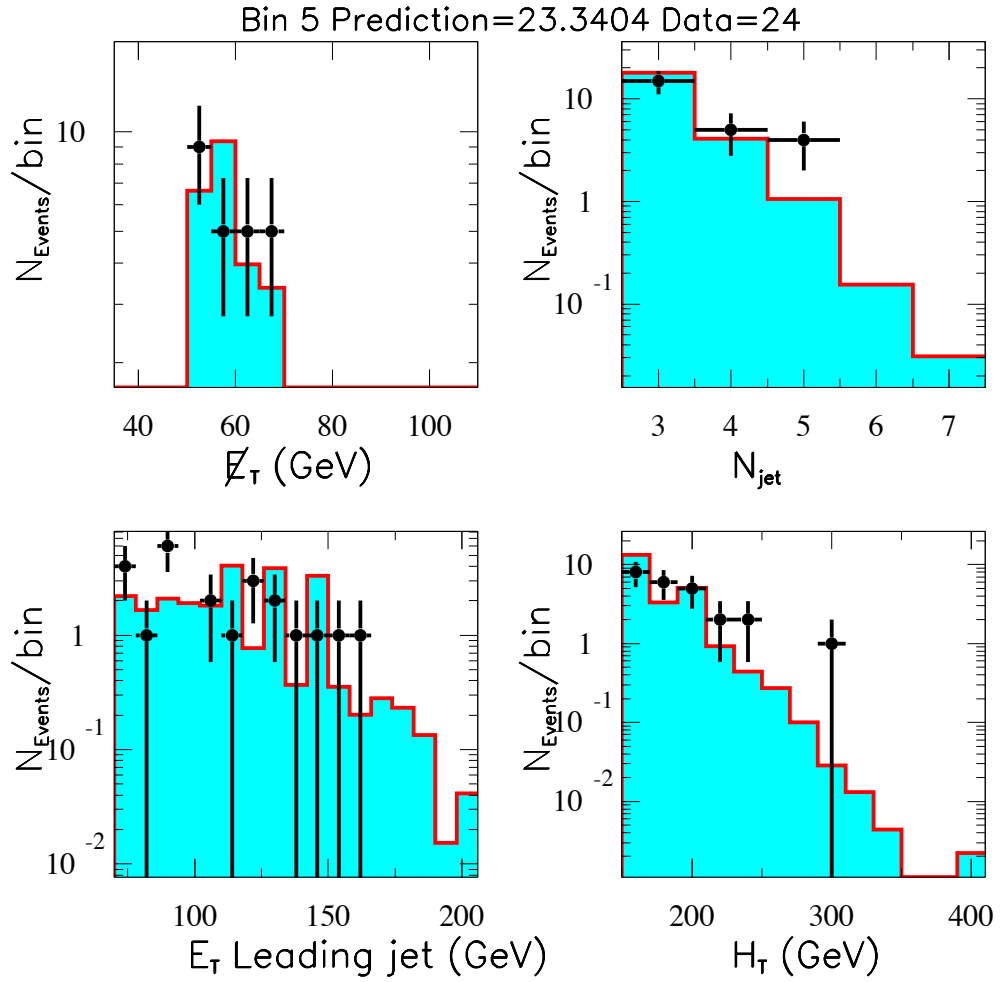 Bin 5 Prediction=23.3404 Data=24
N_Events/bin
10
40 60 80 100
E̸_T (GeV)
N_Events/bin
10
1
10 -1
3 4 5 6 7
N_jet
N_Events/bin
1
10 -1
10 -2
100 150 200
E_T Leading jet (GeV)
N_Events/bin
10
1
10 -1
10 -2
200 300 400
H_T (GeV)